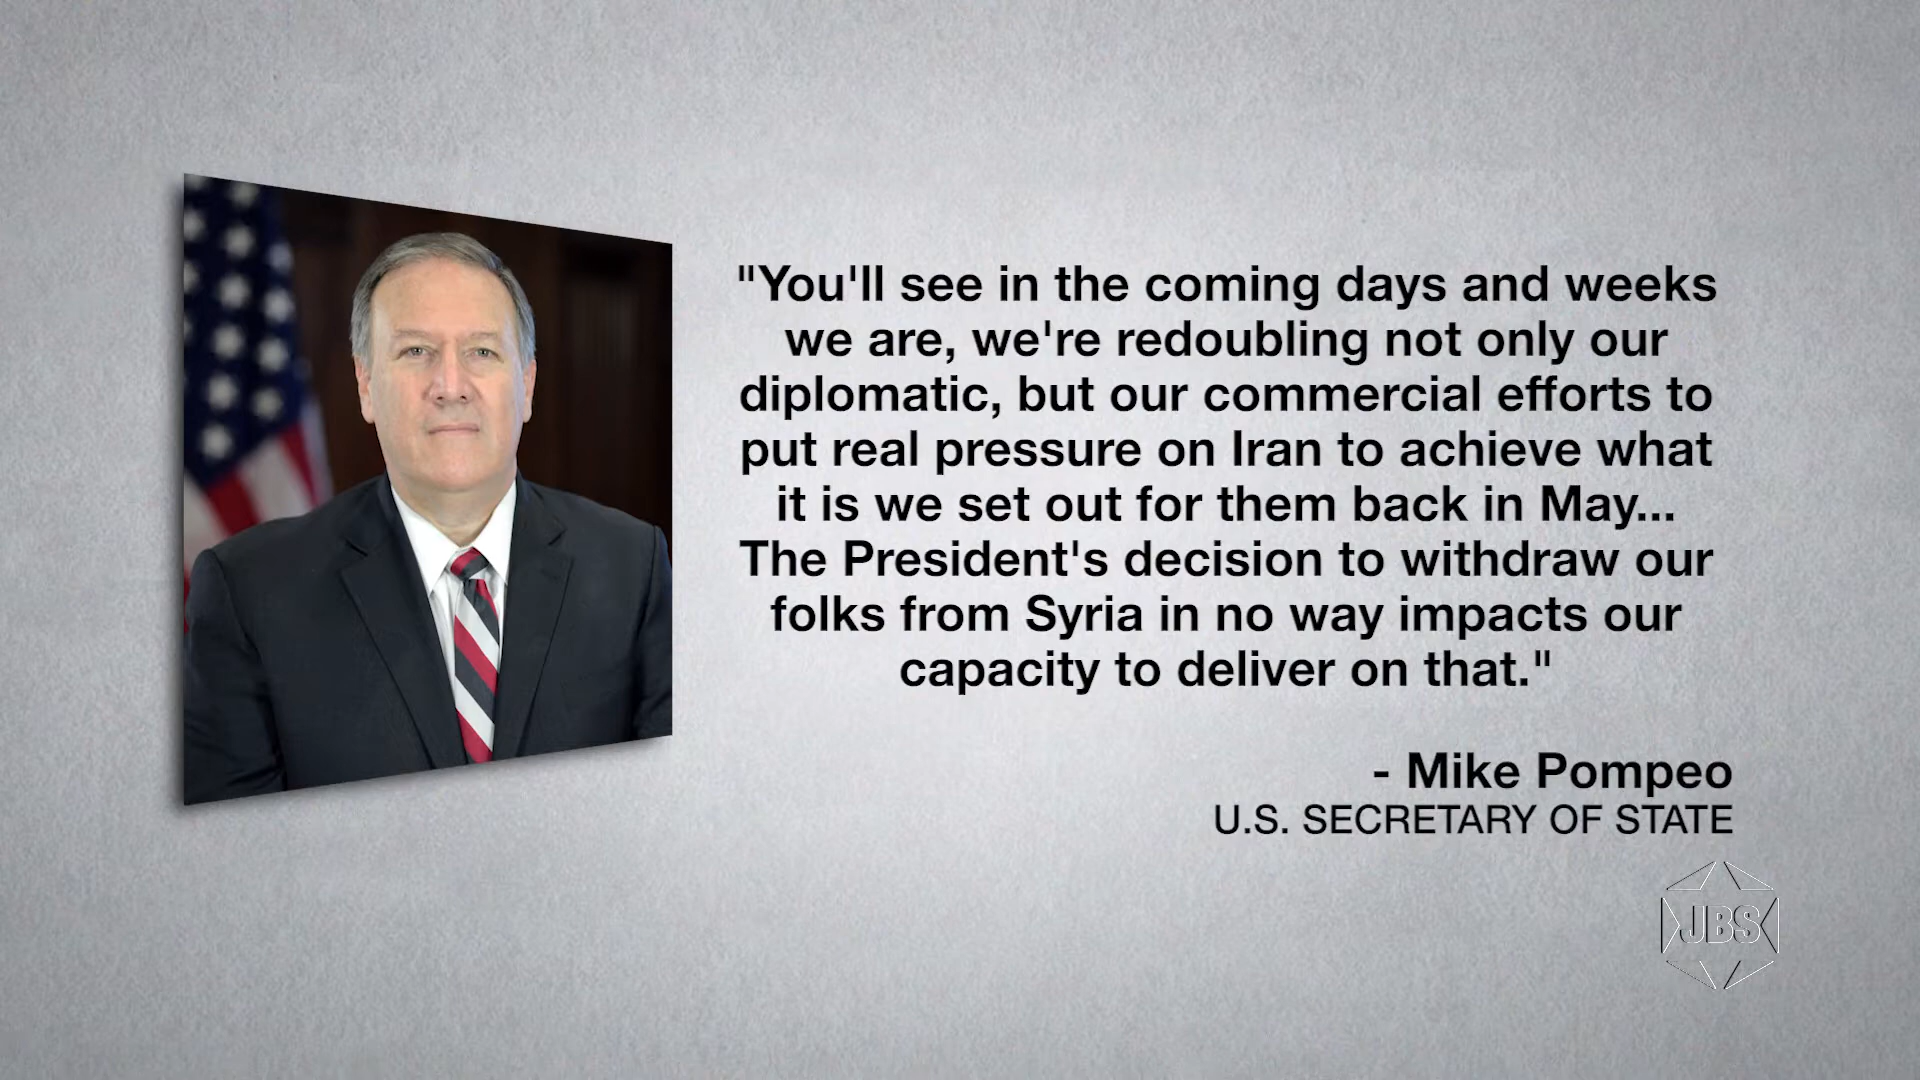 "You'll see in the coming days and weeks
we are, we're redoubling not only our
diplomatic, but our commercial efforts to
put real pressure on Iran to achieve what
it is we set out for them back in May...
The President's decision to withdraw our
folks from Syria in no way impacts our
capacity to deliver on that."
- Mike Pompeo
U.S. SECRETARY OF STATE
JBS